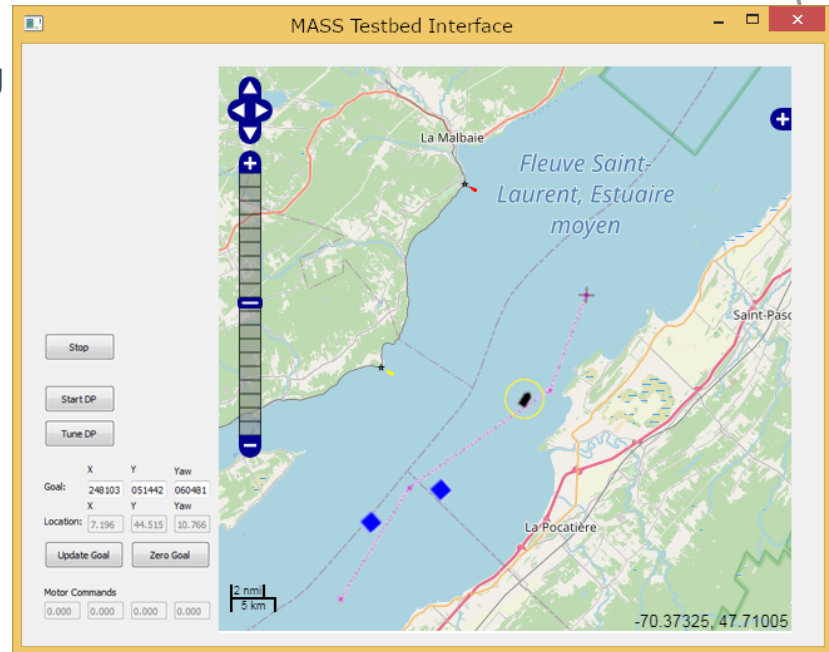 MASS Testbed Interface
La Malbaie
Fleuve Saint-
Laurent, Estuaire
moyen
Saint-Pasc
Stop
Start DP
Tune DP
X Y Yaw
Goal: 248103 051442 060481
X Y Yaw
Location: 7.196 44.515 10.766
La Pocatière
Update Goal Zero Goal
Motor Commands
0.000 0.000 0.000 0.000
2 nmi
5 km
-70.37325, 47.71005